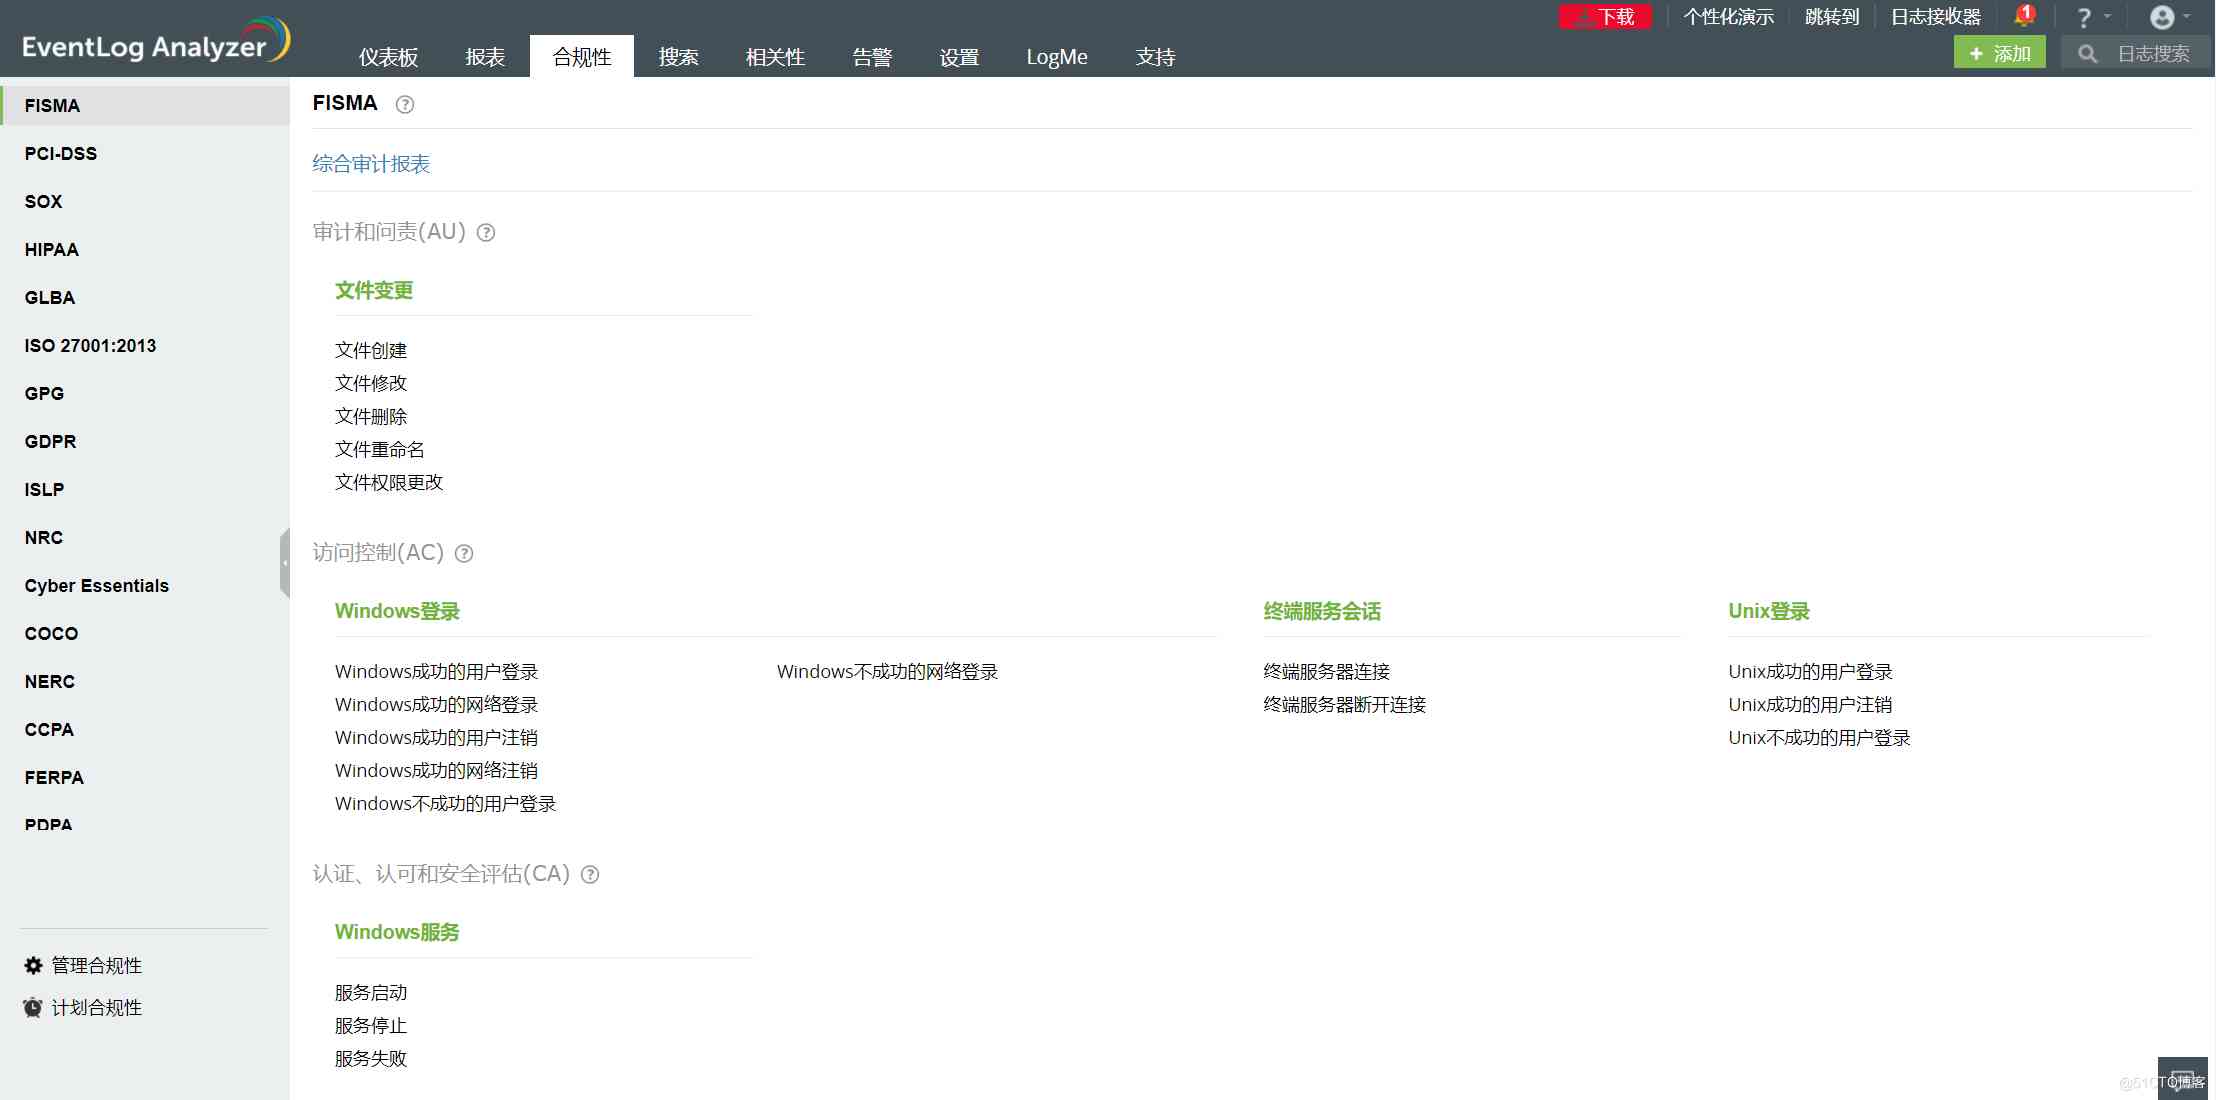 下载 个性化演示 跳转到 日志接收器 1 ?
EventLog Analyzer
仪表板 报表 合规性 搜索 相关性 告警 设置 LogMe 支持
+ 添加 日志搜索
FISMA
PCI-DSS
SOX
HIPAA
GLBA
ISO 27001:2013
GPG
GDPR
ISLP
NRC
Cyber Essentials
COCO
NERC
CCPA
FERPA
PDPA
管理合规性
计划合规性
FISMA ?
综合审计报表
审计和问责(AU) ?
文件变更
文件创建
文件修改
文件删除
文件重命名
文件权限更改
访问控制(AC) ?
Windows登录 终端服务会话 Unix登录
Windows成功的用户登录 Windows不成功的网络登录 终端服务器连接 Unix成功的用户登录
Windows成功的网络登录 终端服务器断开连接 Unix成功的用户注销
Windows成功的用户注销 Unix不成功的用户登录
Windows成功的网络注销
Windows不成功的用户登录
认证、认可和安全评估(CA) ?
Windows服务
服务启动
服务停止
服务失败
@51CTO博客